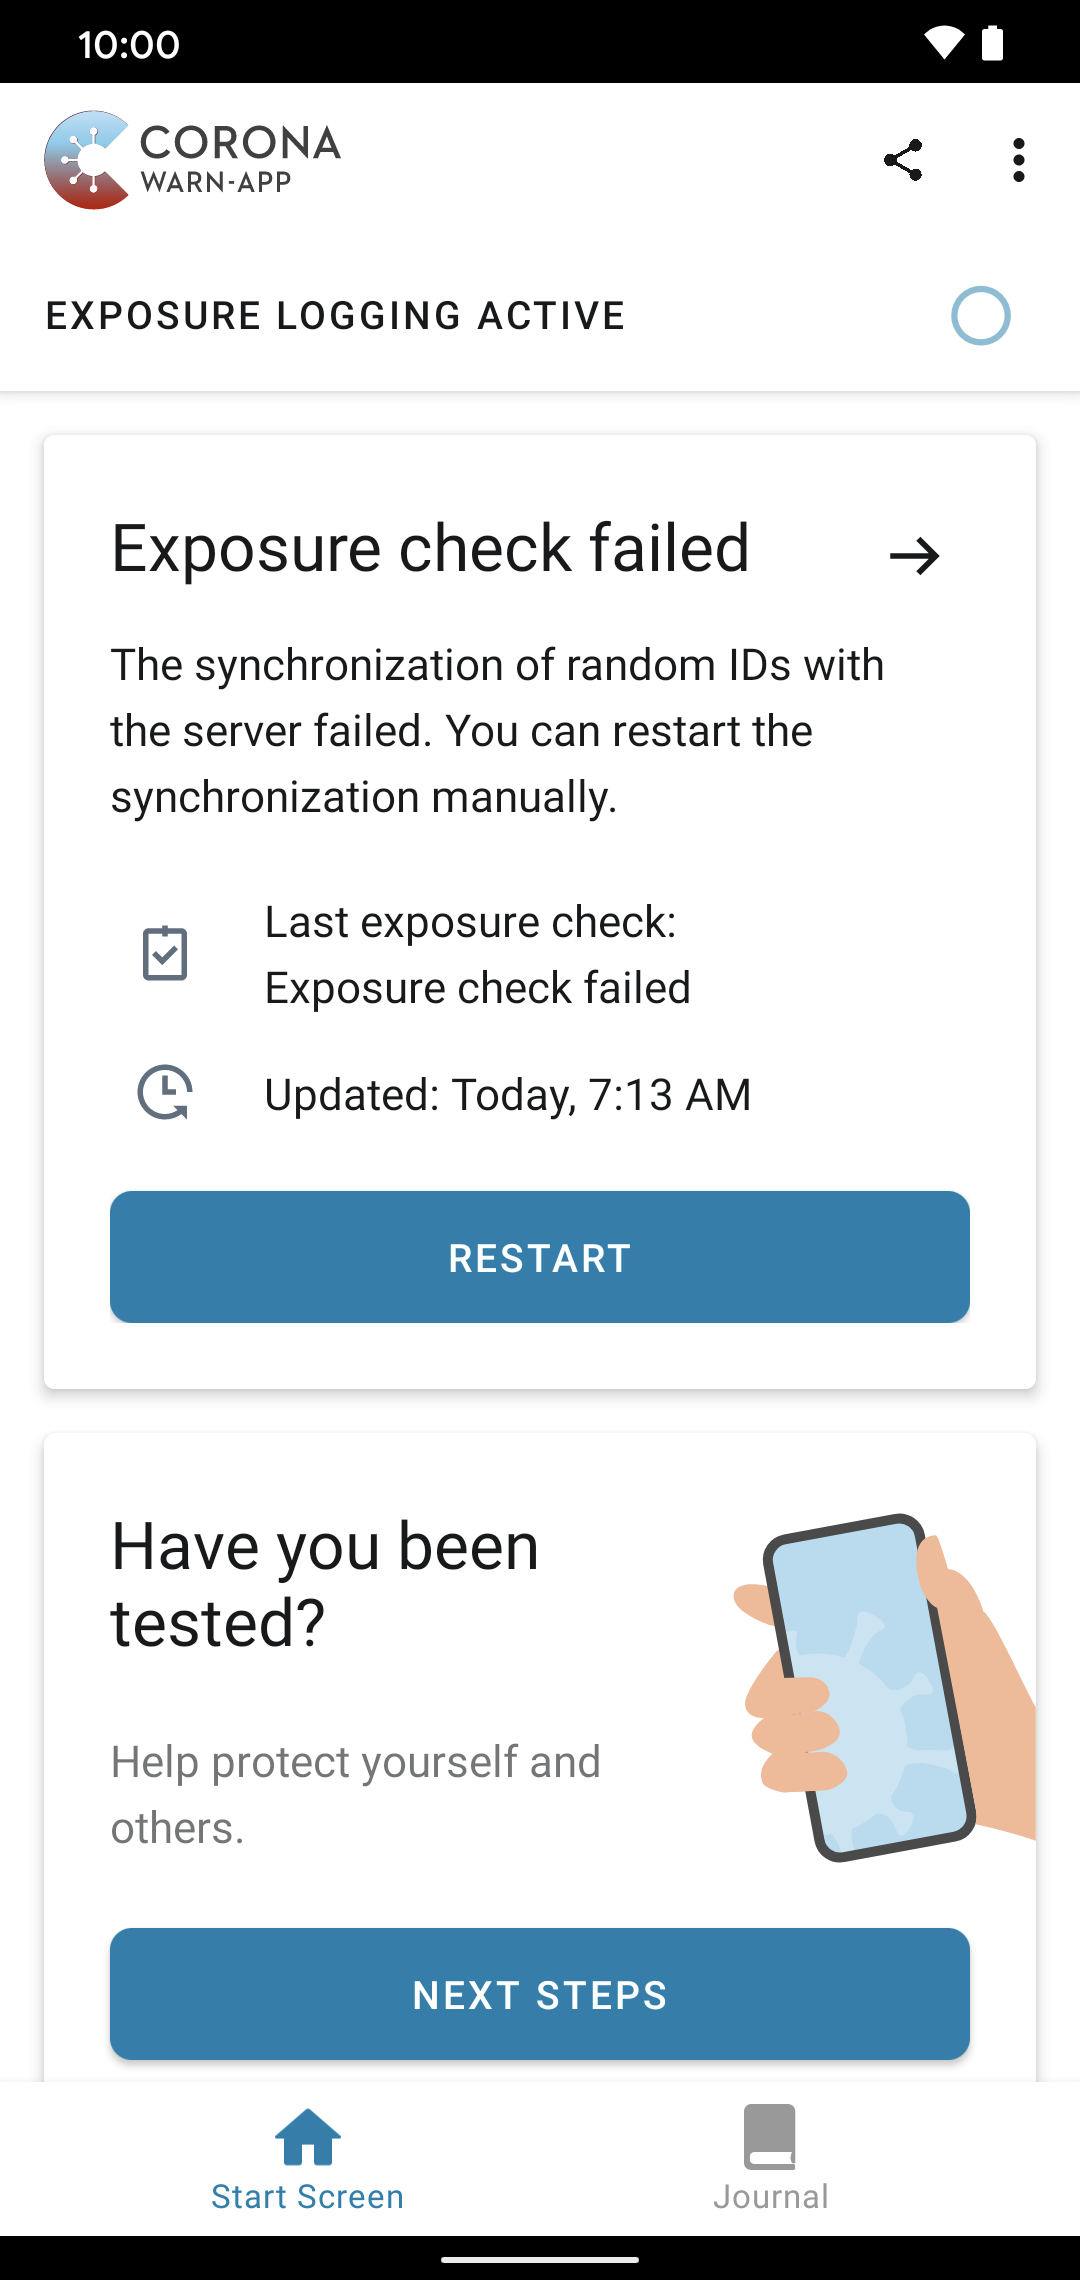 10:00
CORONA
WARN-APP
EXPOSURE LOGGING ACTIVE
Exposure check failed
The synchronization of random IDs with
the server failed. You can restart the
synchronization manually.
Last exposure check:
Exposure check failed
Updated: Today, 7:13 AM
RESTART
Have you been
tested?
Help protect yourself and
others.
NEXT STEPS
Start Screen
Journal